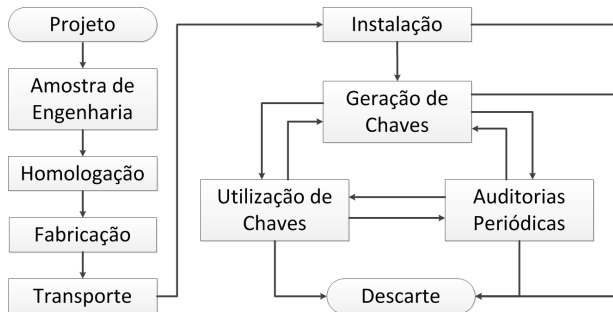 Projeto
Amostra de
Engenharia
Homologação
Fabricação
Transporte
Instalação
Geração de
Chaves
Utilização de
Chaves
Auditorias
Periódicas
Descarte